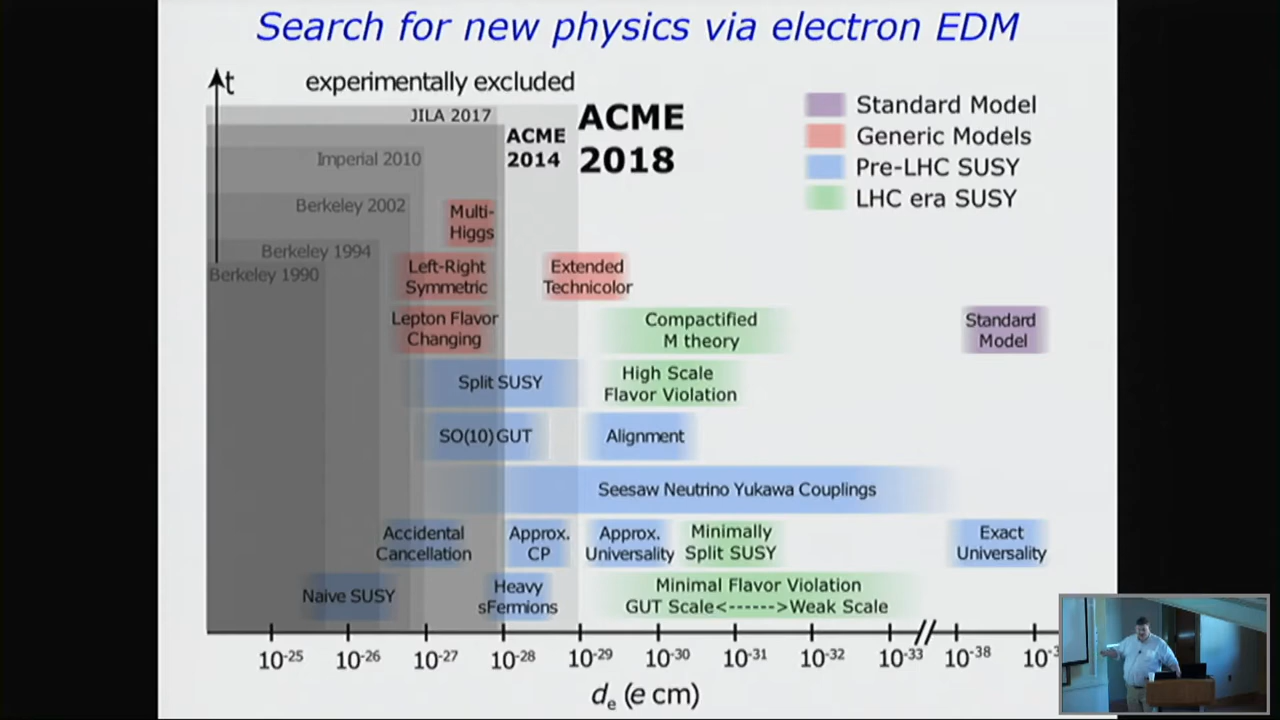 Search for new physics via electron EDM
t
experimentally excluded
JILA 2017
ACME
2014
ACME
2018
Imperial 2010
Berkeley 2002
Berkeley 1994
Berkeley 1990
Standard Model
Generic Models
Pre-LHC SUSY
LHC era SUSY
Multi-
Higgs
Left-Right
Symmetric
Extended
Technicolor
Lepton Flavor
Changing
Compactified
M theory
Standard
Model
Split SUSY
High Scale
Flavor Violation
SO(10) GUT
Alignment
Seesaw Neutrino Yukawa Couplings
Accidental
Cancellation
Approx.
CP
Approx.
Universality
Minimally
Split SUSY
Exact
Universality
Naive SUSY
Heavy
sFermions
Minimal Flavor Violation
GUT Scale<------>Weak Scale
10⁻²⁵ 10⁻²⁶ 10⁻²⁷ 10⁻²⁸ 10⁻²⁹ 10⁻³⁰ 10⁻³¹ 10⁻³² 10⁻³³ 10⁻³⁸
dₑ (e cm)